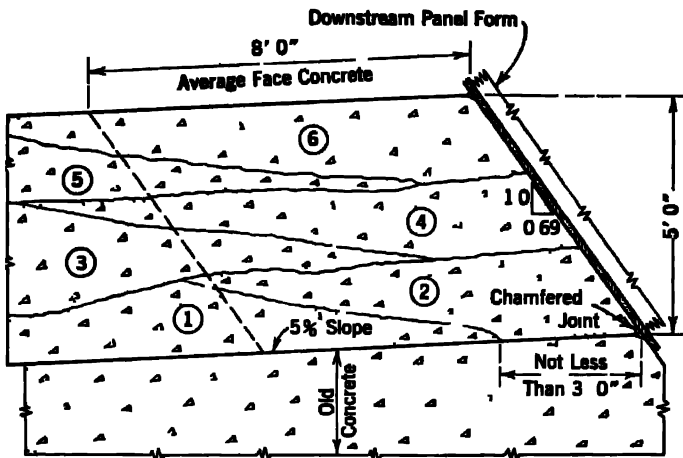 Downstream Panel Form
8' 0"
Average Face Concrete
6
5
1 0
0 69
4
5' 0"
3
2
Chamfered
Joint
1
5% Slope
Not Less
Than 3 0"
Old
Concrete